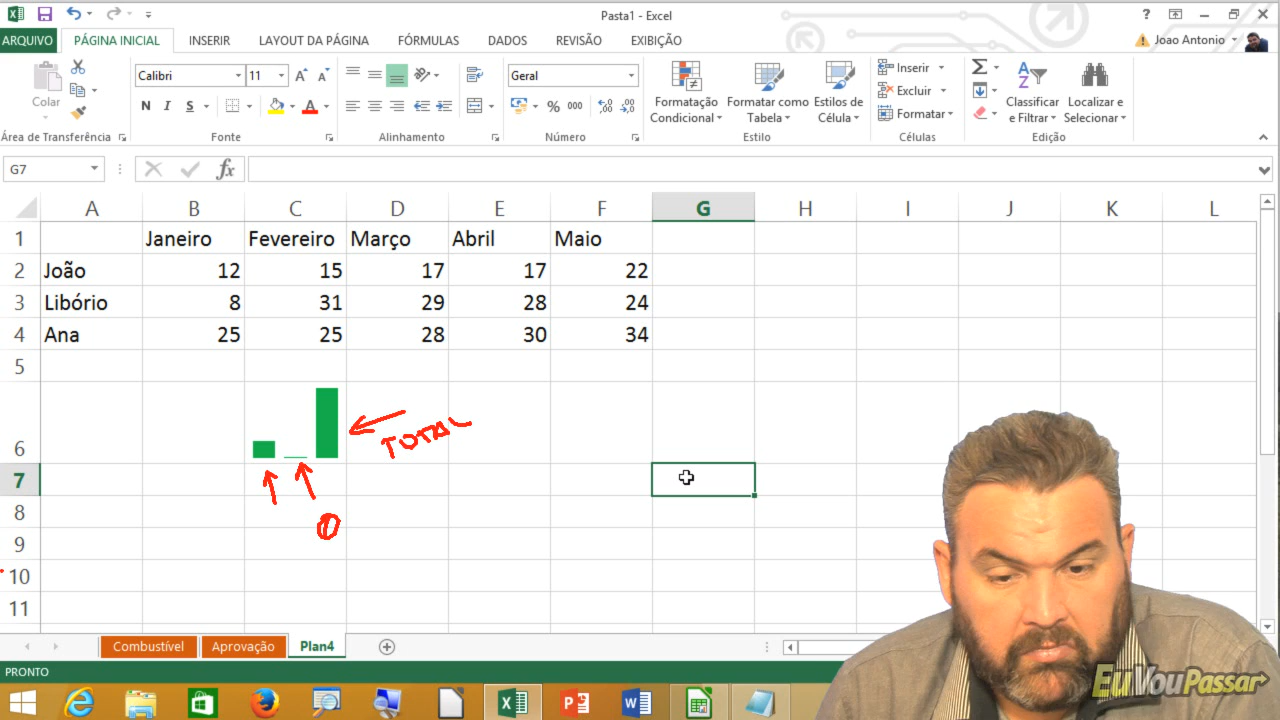 Pasta1 - Excel
ARQUIVO PÁGINA INICIAL INSERIR LAYOUT DA PÁGINA FÓRMULAS DADOS REVISÃO EXIBIÇÃO Joao Antonio
Colar
Calibri 11
N I S
Geral
% 000
Formatação Condicional
Formatar como Tabela
Estilos de Célula
Inserir
Excluir
Formatar
Classificar e Filtrar
Localizar e Selecionar
Área de Transferência Fonte Alinhamento Número Estilo Células Edição
G7 fx
A B C D E F G H I J K L
1 Janeiro Fevereiro Março Abril Maio
2 João 12 15 17 17 22
3 Libório 8 31 29 28 24
4 Ana 25 25 28 30 34
5
6 TOTAL
7
8
9
10
11
Combustível Aprovação Plan4
PRONTO
EuVouPassar